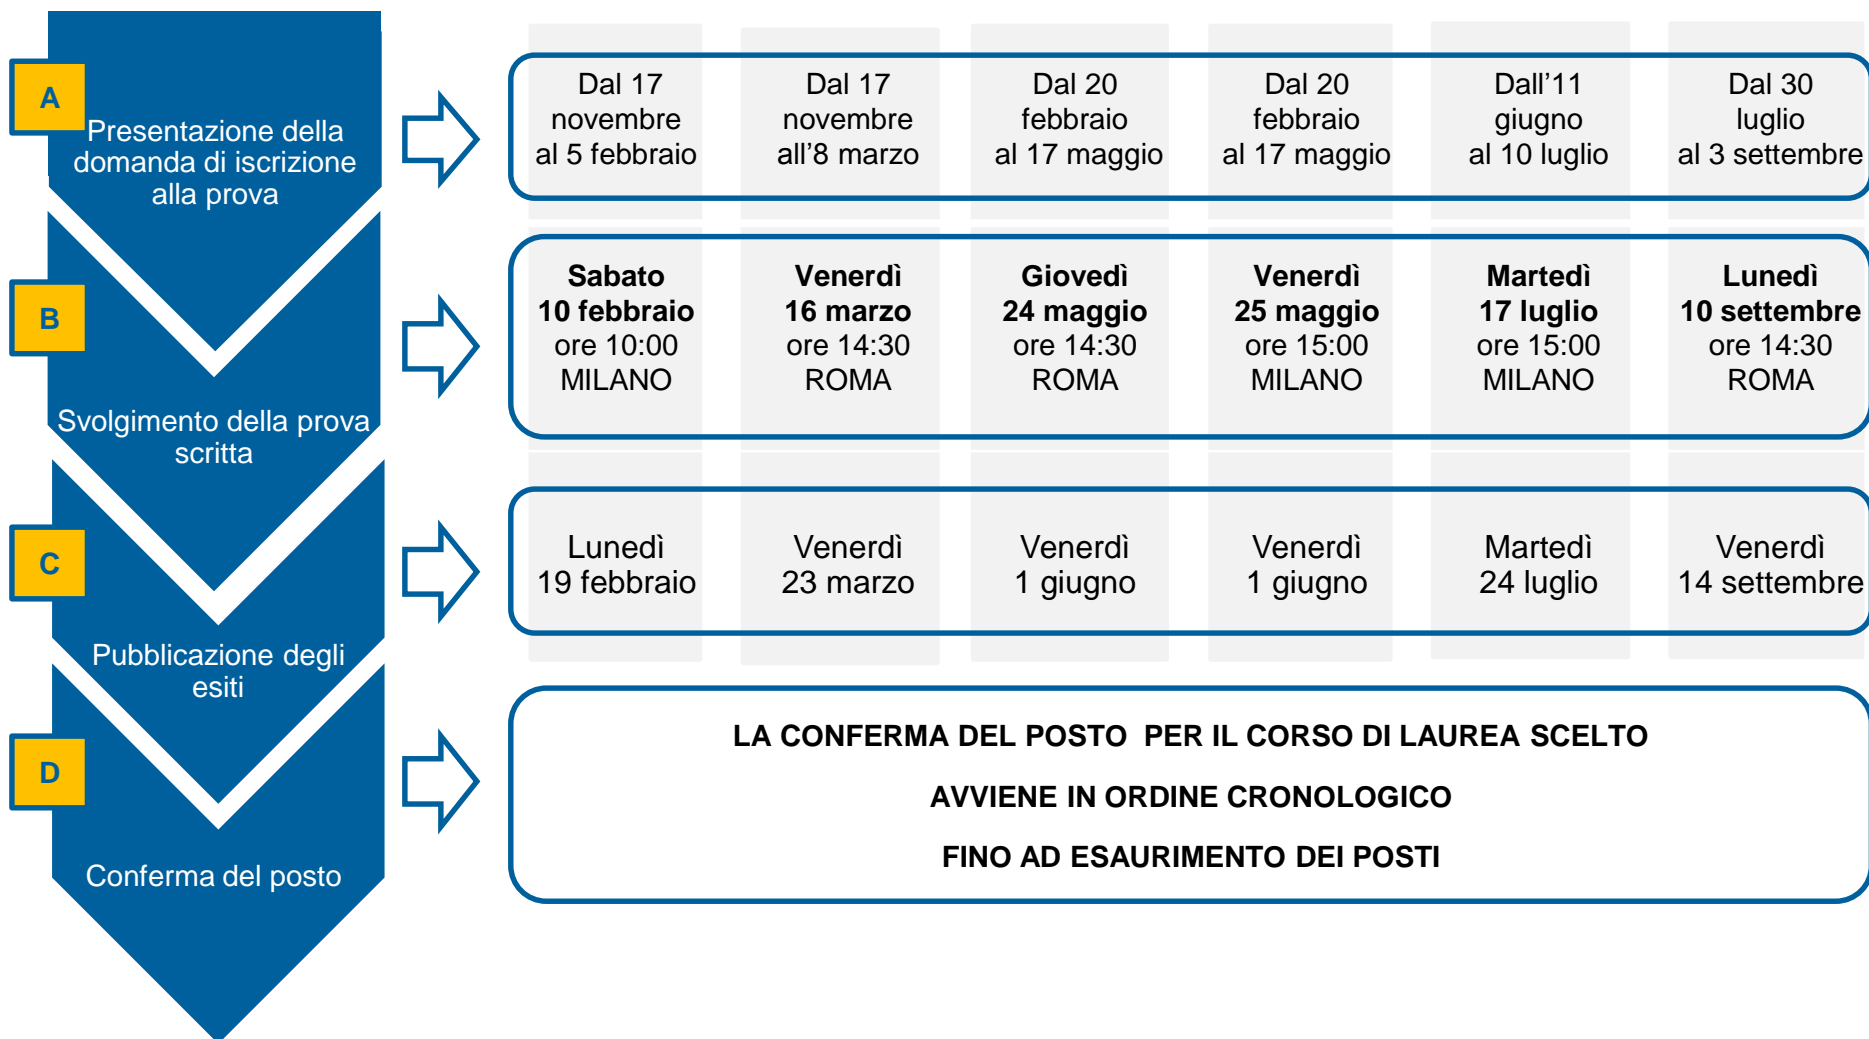 A
Presentazione della
domanda di iscrizione
alla prova
Dal 17
novembre
al 5 febbraio
Dal 17
novembre
all’8 marzo
Dal 20
febbraio
al 17 maggio
Dal 20
febbraio
al 17 maggio
Dall’11
giugno
al 10 luglio
Dal 30
luglio
al 3 settembre
B
Svolgimento della prova
scritta
Sabato
10 febbraio
ore 10:00
MILANO
Venerdì
16 marzo
ore 14:30
ROMA
Giovedì
24 maggio
ore 14:30
ROMA
Venerdì
25 maggio
ore 15:00
MILANO
Martedì
17 luglio
ore 15:00
MILANO
Lunedì
10 settembre
ore 14:30
ROMA
C
Pubblicazione degli
esiti
Lunedì
19 febbraio
Venerdì
23 marzo
Venerdì
1 giugno
Venerdì
1 giugno
Martedì
24 luglio
Venerdì
14 settembre
D
Conferma del posto
LA CONFERMA DEL POSTO PER IL CORSO DI LAUREA SCELTO
AVVIENE IN ORDINE CRONOLOGICO
FINO AD ESAURIMENTO DEI POSTI